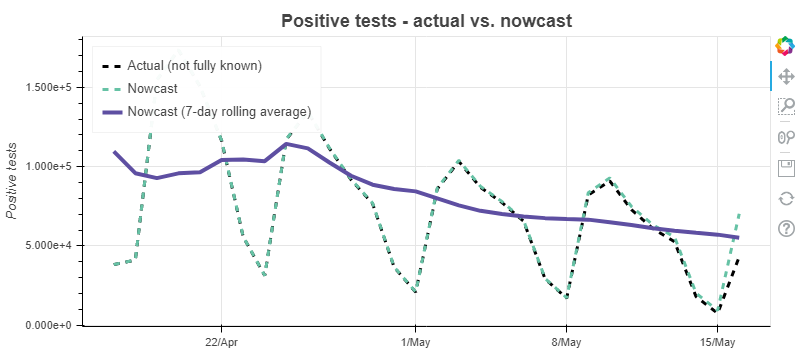 Positive tests - actual vs. nowcast
Actual (not fully known)
Nowcast
Nowcast (7-day rolling average)
Positive tests
1.500e+5
1.000e+5
5.000e+4
0.000e+0
22/Apr
1/May
8/May
15/May